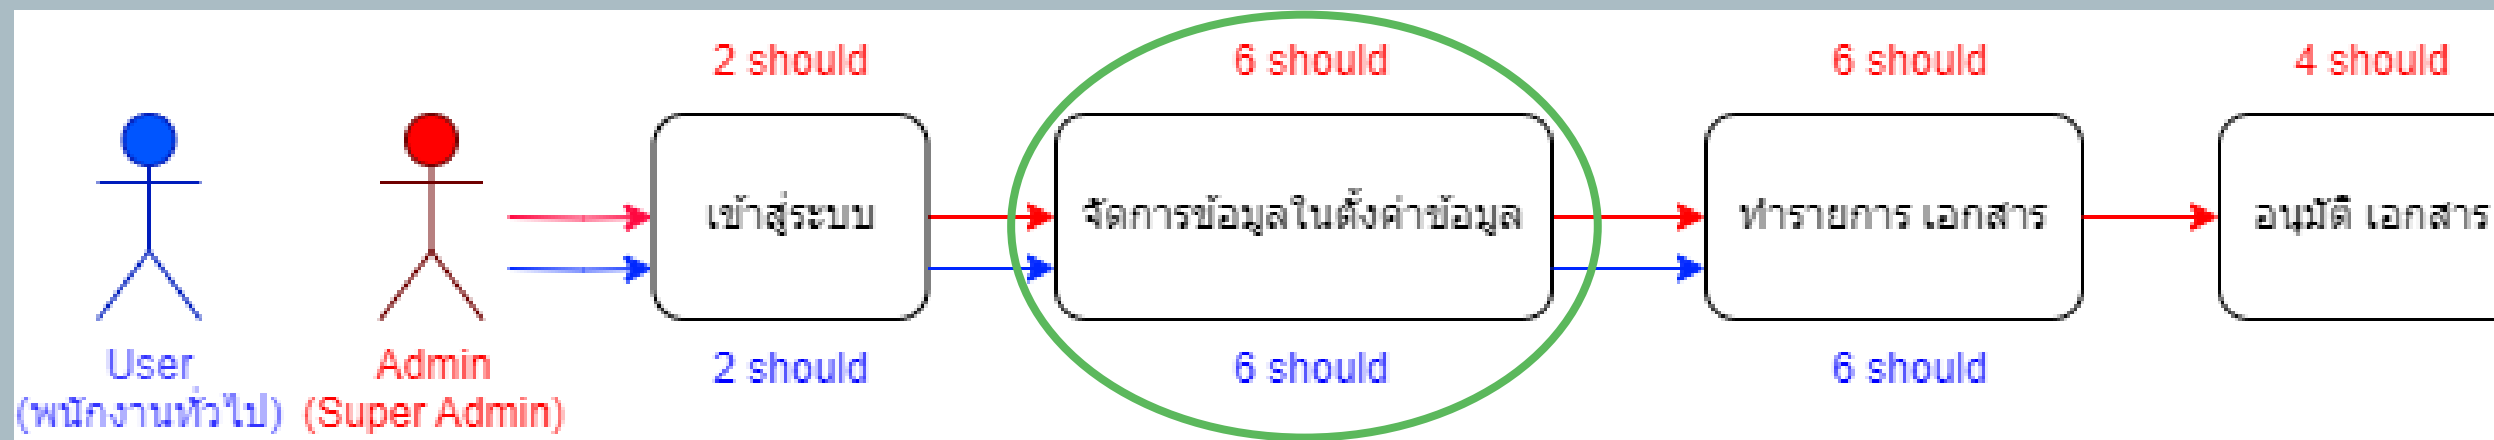 2 should
6 should
6 should
4 should
เข้าสู่ระบบ
จัดการข้อมูลในตั้งค่าข้อมูล
ทำรายการ เอกสาร
อนุมัติ เอกสาร
User
(พนักงานทั่วไป)
Admin
(Super Admin)
2 should
6 should
6 should